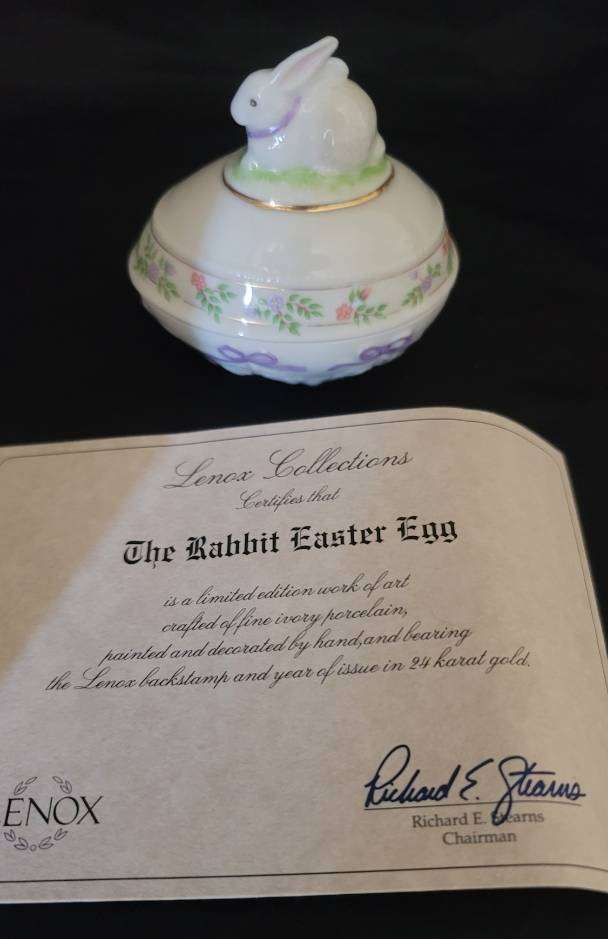 Lenox Collections
Certifies that
The Rabbit Easter Egg
is a limited edition work of art
crafted of fine ivory porcelain,
painted and decorated by hand, and bearing
the Lenox backstamp and year of issue in 24 karat gold.
ENOX
Richard E. Stearns
Richard E. Stearns
Chairman